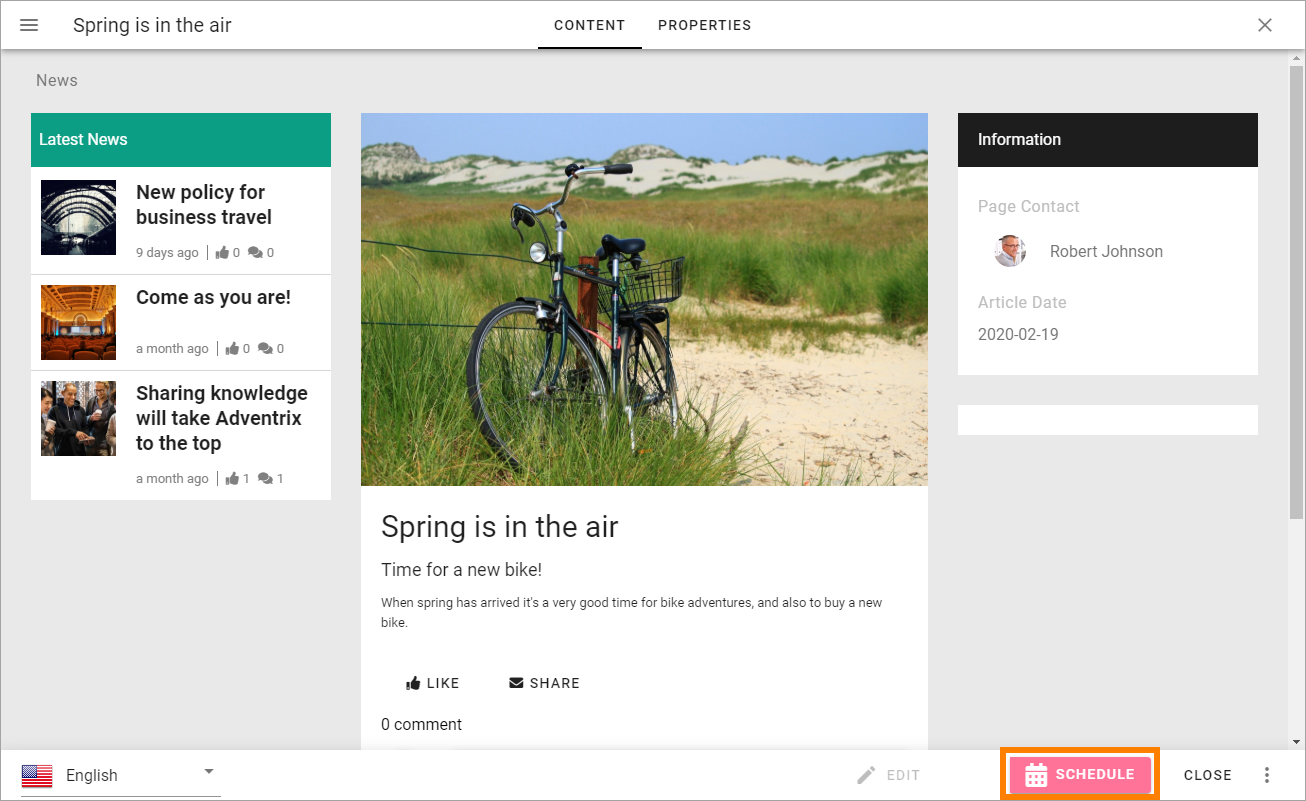 Spring is in the air
CONTENT
PROPERTIES
News
Latest News
New policy for
business travel
9 days ago | 0 0
Come as you are!
a month ago | 0 0
Sharing knowledge
will take Adventrix
to the top
a month ago | 1 1
Spring is in the air
Time for a new bike!
When spring has arrived it's a very good time for bike adventures, and also to buy a new
bike.
LIKE
SHARE
0 comment
Information
Page Contact
Robert Johnson
Article Date
2020-02-19
English
EDIT
SCHEDULE
CLOSE